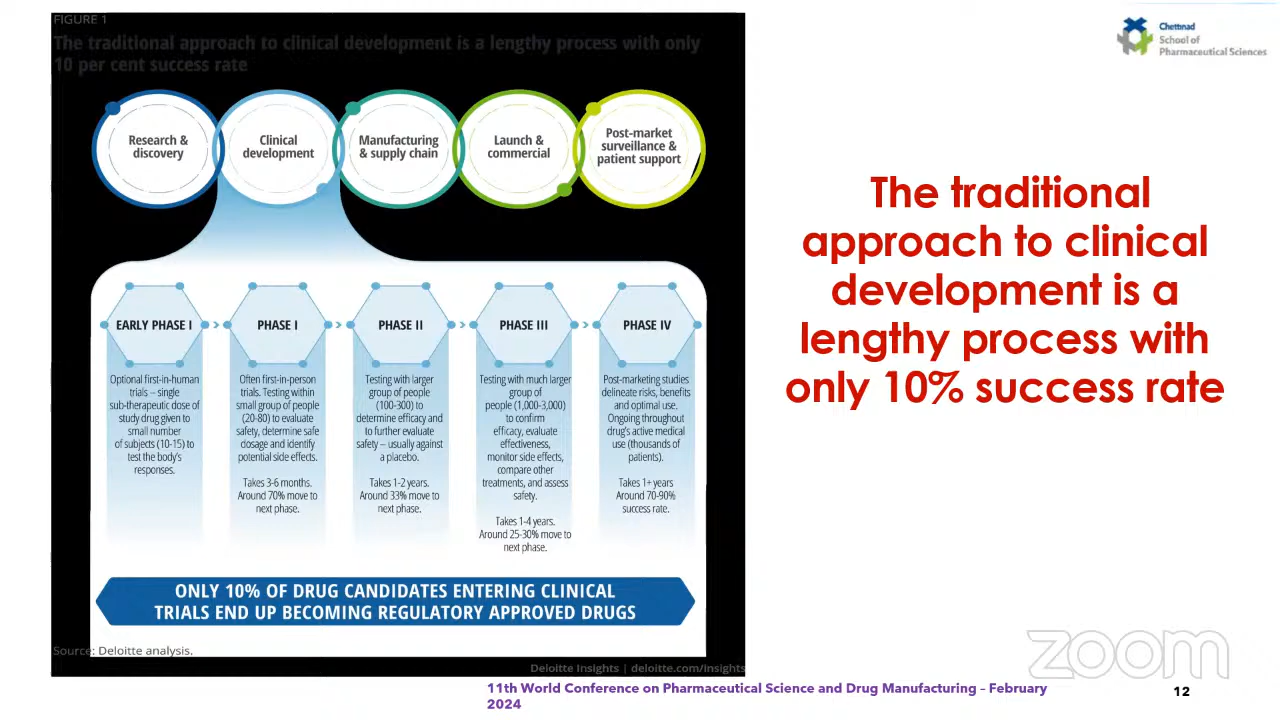 FIGURE 1
The traditional approach to clinical development is a lengthy process with only
10 per cent success rate
Research &
discovery
Clinical
development
Manufacturing
& supply chain
Launch &
commercial
Post-market
surveillance &
patient support
EARLY PHASE I
Optional first-in-human
trials – single
sub-therapeutic dose of
study drug given to
small number
of subjects (10-15) to
test the body's
responses.
PHASE I
Often first-in-person
trials. Testing within
small group of people
(20-80) to evaluate
safety, determine safe
dosage and identify
potential side effects.
Takes 3-6 months.
Around 70% move to
next phase.
PHASE II
Testing with larger
group of people
(100-300) to
determine efficacy and
to further evaluate
safety – usually against
a placebo.
Takes 1-2 years.
Around 33% move to
next phase.
PHASE III
Testing with much larger
group of
people (1,000-3,000)
to confirm
efficacy, evaluate
effectiveness,
monitor side effects,
compare other
treatments, and assess
safety.
Takes 1-4 years.
Around 25-30% move to
next phase.
PHASE IV
Post-marketing studies
delineate risks, benefits
and optimal use.
Ongoing throughout
drug's active medical
use (thousands of
patients).
Takes 1+ years
Around 70-90%
success rate.
ONLY 10% OF DRUG CANDIDATES ENTERING CLINICAL
TRIALS END UP BECOMING REGULATORY APPROVED DRUGS
Source: Deloitte analysis.
Deloitte Insights | deloitte.com/insights
Chettinad
School of
Pharmaceutical Sciences
The traditional
approach to clinical
development is a
lengthy process with
only 10% success rate
zoom
11th World Conference on Pharmaceutical Science and Drug Manufacturing – February
2024
12